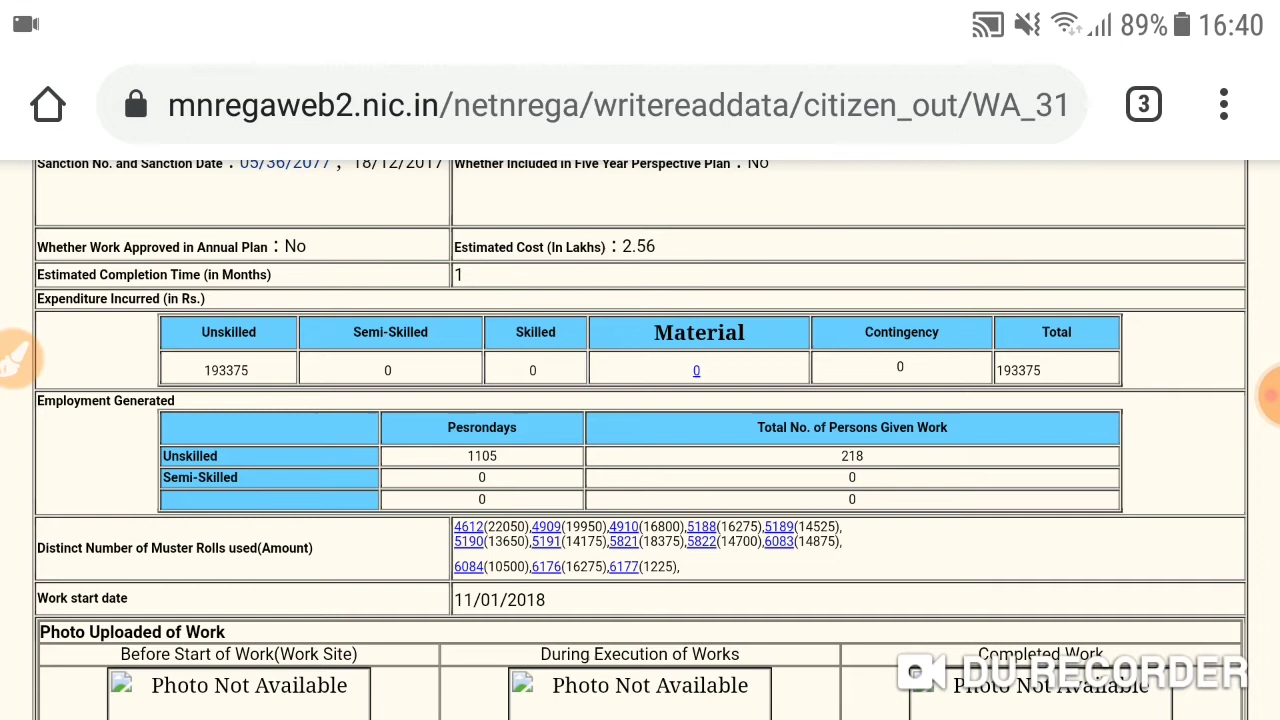 89% 16:40
mnregaweb2.nic.in/netnrega/writereaddata/citizen_out/WA_31
3
Sanction No. and Sanction Date : 05/36/2077 , 18/12/2017 Whether Included in Five Year Perspective Plan : No
Whether Work Approved in Annual Plan : No Estimated Cost (In Lakhs) : 2.56
Estimated Completion Time (in Months) 1
Expenditure Incurred (in Rs.)
Unskilled Semi-Skilled Skilled Material Contingency Total
193375 0 0 0 0 193375
Employment Generated
Pesrondays Total No. of Persons Given Work
Unskilled 1105 218
Semi-Skilled 0 0
0 0
Distinct Number of Muster Rolls used(Amount) 4612(22050),4909(19950),4910(16800),5188(16275),5189(14525),
5190(13650),5191(14175),5821(18375),5822(14700),6083(14875),
6084(10500),6176(16275),6177(1225),
Work start date 11/01/2018
Photo Uploaded of Work
Before Start of Work(Work Site) During Execution of Works Completed Work
Photo Not Available Photo Not Available Photo Not Available
DU RECORDER